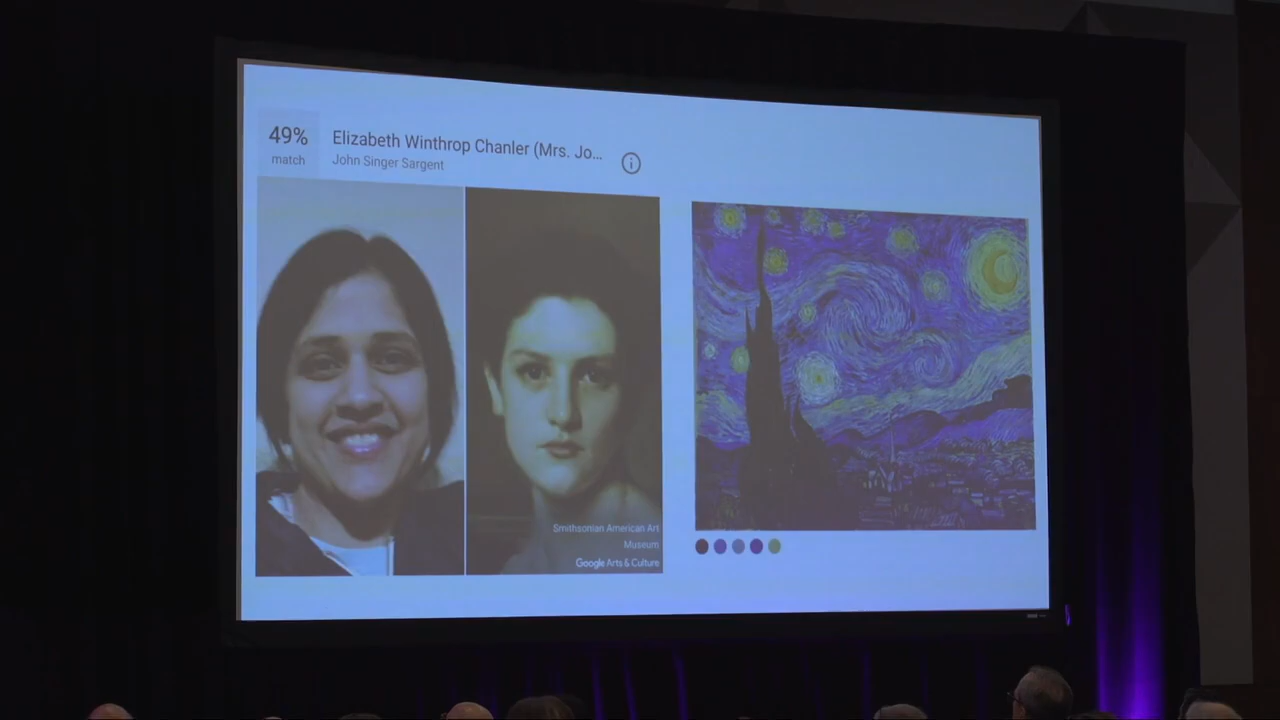 49%
match
Elizabeth Winthrop Chanler (Mrs. Jo...
John Singer Sargent
Smithsonian American Art
Museum
Google Arts & Culture